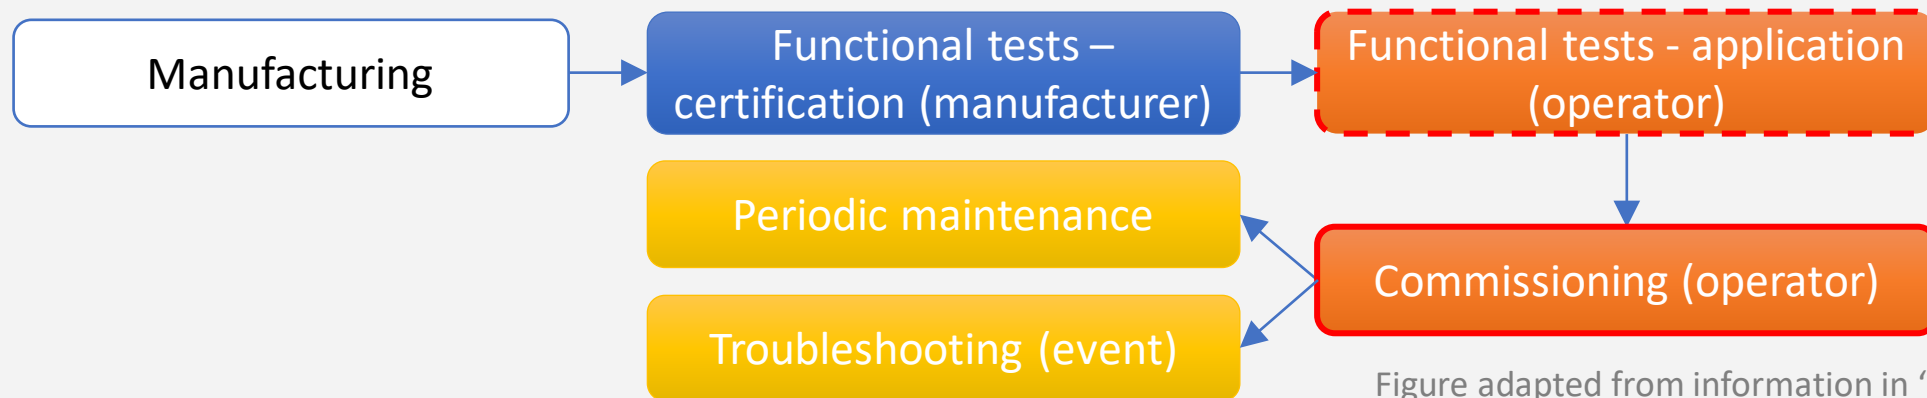 Manufacturing
Functional tests –
certification (manufacturer)
Functional tests - application
(operator)
Periodic maintenance
Commissioning (operator)
Troubleshooting (event)
Figure adapted from information in ‘